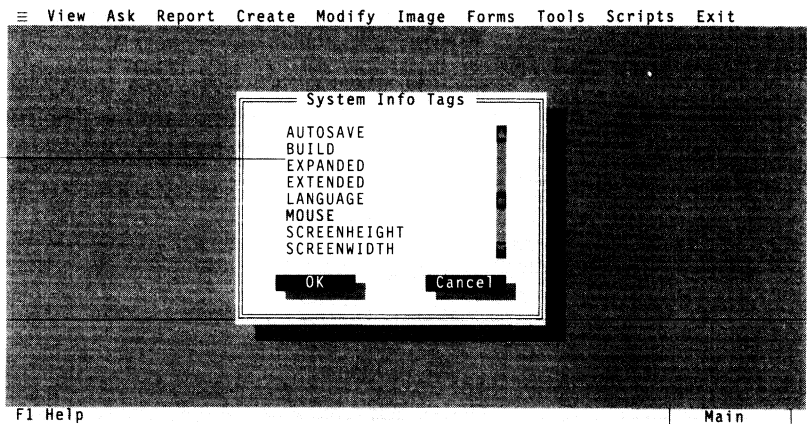 ≡ View Ask Report Create Modify Image Forms Tools Scripts Exit
System Info Tags
AUTOSAVE
BUILD
EXPANDED
EXTENDED
LANGUAGE
MOUSE
SCREENHEIGHT
SCREENWIDTH
OK Cancel
F1 Help Main